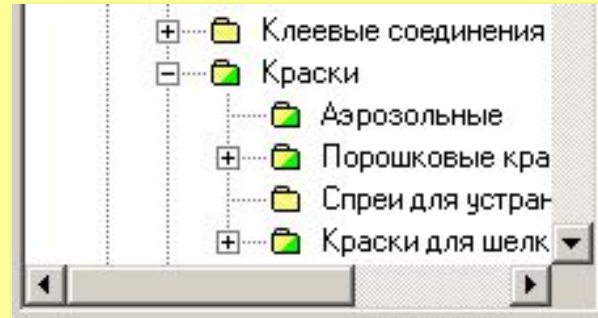 Клеевые соединения
Краски
Аэрозольные
Порошковые кра
Спреи для устран
Краски для шелк